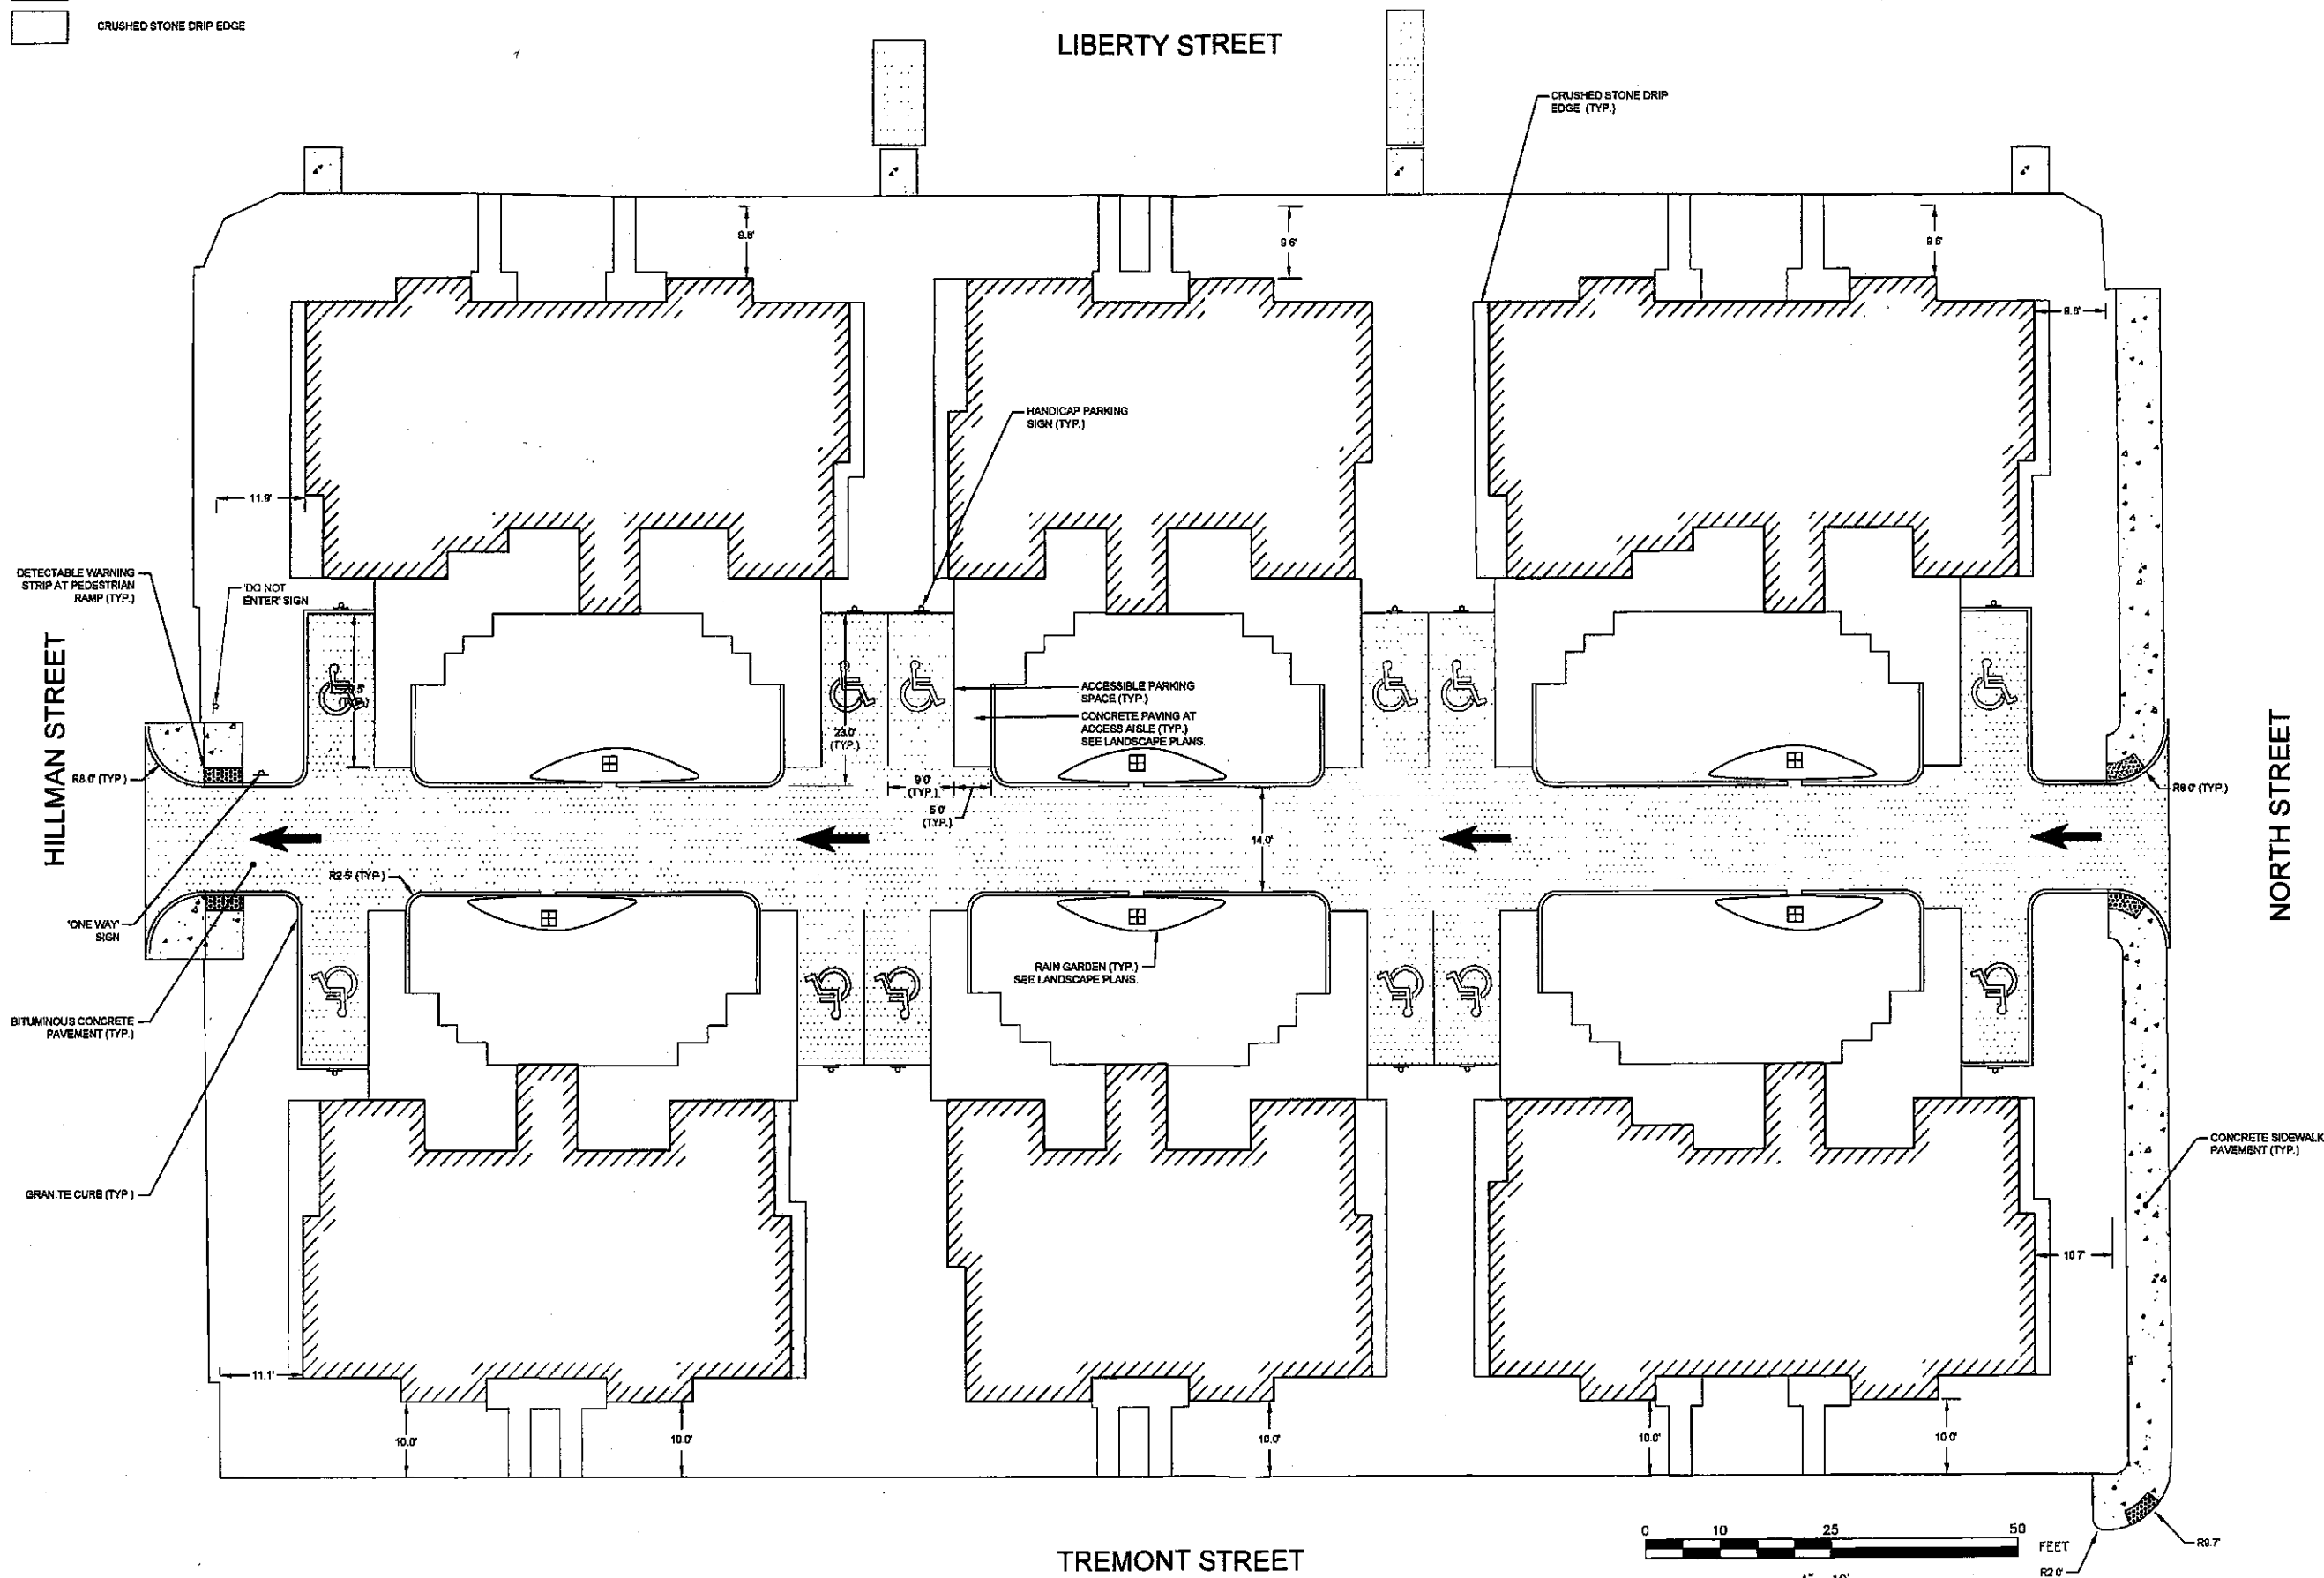 CRUSHED STONE DRIP EDGE
LIBERTY STREET
CRUSHED STONE DRIP
EDGE (TYP.)
9.6'
9.6'
9.6'
HANDICAP PARKING
SIGN (TYP.)
11.9'
DETECTABLE WARNING
STRIP AT PEDESTRIAN
RAMP (TYP.)
'DO NOT
ENTER' SIGN
HILLMAN STREET
ACCESSIBLE PARKING
SPACE (TYP.)
CONCRETE PAVING AT
ACCESS AISLE (TYP.)
SEE LANDSCAPE PLANS.
23.0'
(TYP.)
R8.0' (TYP.)
9.0'
(TYP.)
5.0'
(TYP.)
R8.0' (TYP.)
NORTH STREET
14.0'
R2.5' (TYP.)
'ONE WAY'
SIGN
RAIN GARDEN (TYP.)
SEE LANDSCAPE PLANS.
BITUMINOUS CONCRETE
PAVEMENT (TYP.)
CONCRETE SIDEWALK
PAVEMENT (TYP.)
GRANITE CURB (TYP.)
10.7'
11.1'
10.0'
10.0'
10.0'
10.0'
10.0'
TREMONT STREET
0 10 25 50
FEET
R2.0'
R9.7'